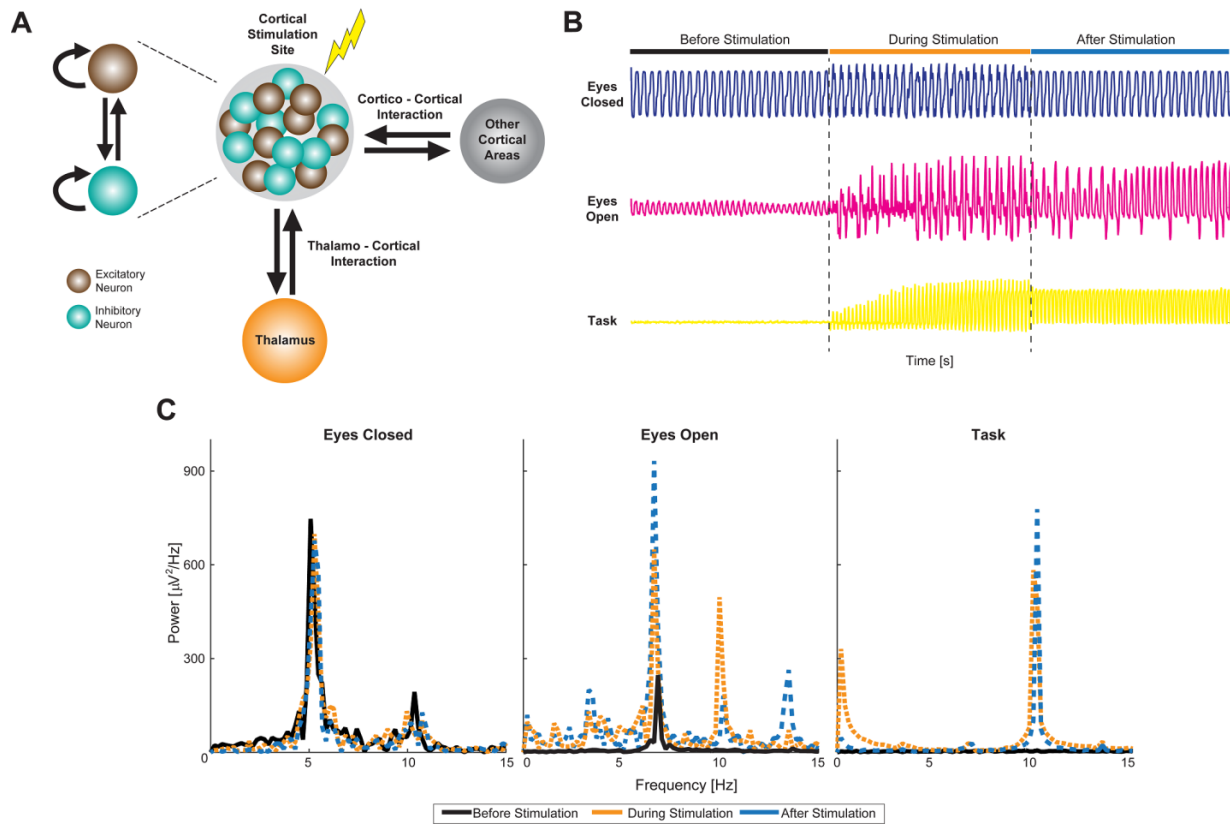 A
Cortical
Stimulation
Site
Cortico - Cortical
Interaction
Other
Cortical
Areas
Thalamo - Cortical
Interaction
Excitatory
Neuron
Inhibitory
Neuron
Thalamus
B
Before Stimulation During Stimulation After Stimulation
Eyes
Closed
Eyes
Open
Task
Time [s]
C
Eyes Closed Eyes Open Task
Power [μV²/Hz]
900
600
300
0
0 5 10 15
5 10 15
5 10 15
Frequency [Hz]
Before Stimulation During Stimulation After Stimulation